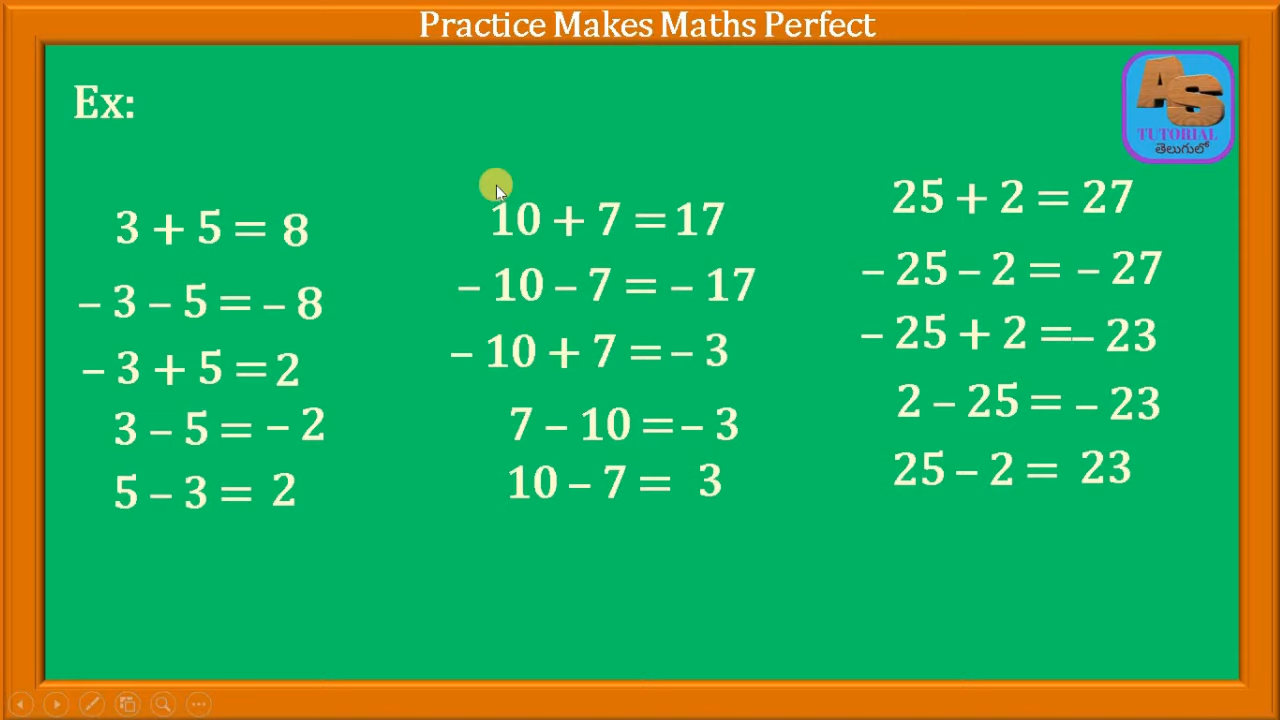 Practice Makes Maths Perfect
Ex:
AS
TUTORIAL
తెలుగులో
3 + 5 = 8
– 3 – 5 = – 8
– 3 + 5 = 2
3 – 5 = – 2
5 – 3 = 2
10 + 7 = 17
– 10 – 7 = – 17
– 10 + 7 = – 3
7 – 10 = – 3
10 – 7 = 3
25 + 2 = 27
– 25 – 2 = – 27
– 25 + 2 = – 23
2 – 25 = – 23
25 – 2 = 23